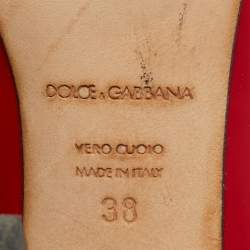 DOLCE & GABBANA
VERO CUOIO
MADE IN ITALY
38